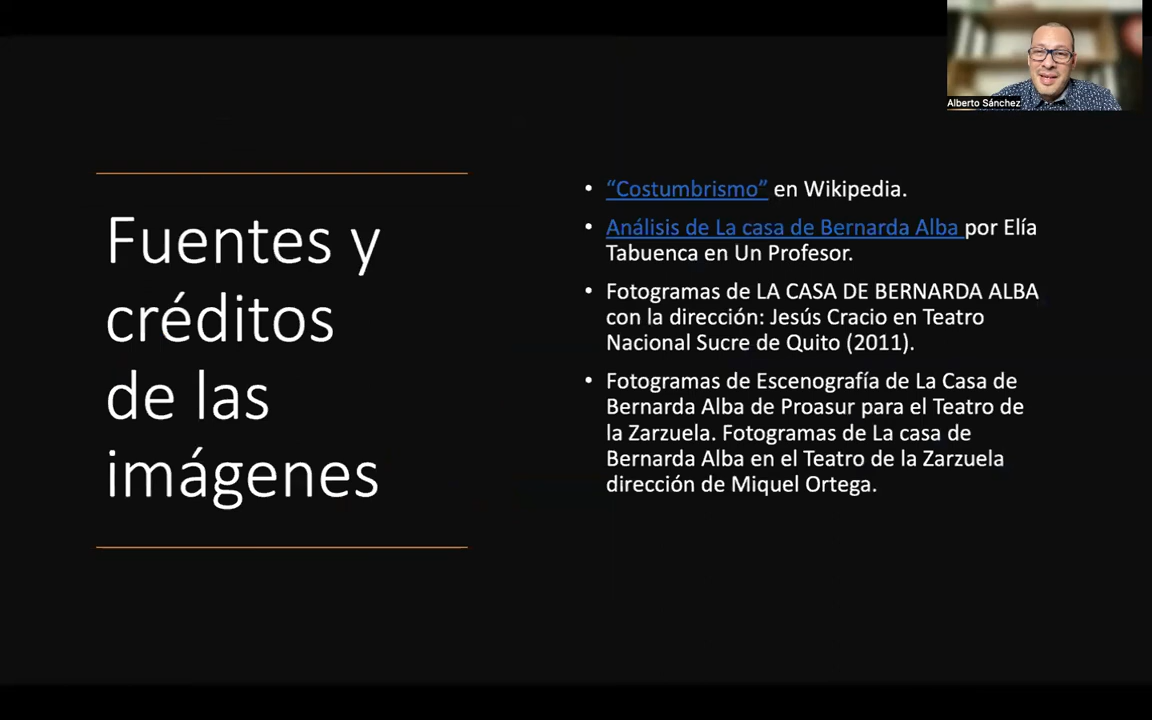 Alberto Sánchez
Fuentes y
créditos
de las
imágenes
• “Costumbrismo” en Wikipedia.
• Análisis de La casa de Bernarda Alba por Elía
Tabuenca en Un Profesor.
• Fotogramas de LA CASA DE BERNARDA ALBA
con la dirección: Jesús Cracio en Teatro
Nacional Sucre de Quito (2011).
• Fotogramas de Escenografía de La Casa de
Bernarda Alba de Proasur para el Teatro de
la Zarzuela. Fotogramas de La casa de
Bernarda Alba en el Teatro de la Zarzuela
dirección de Miquel Ortega.